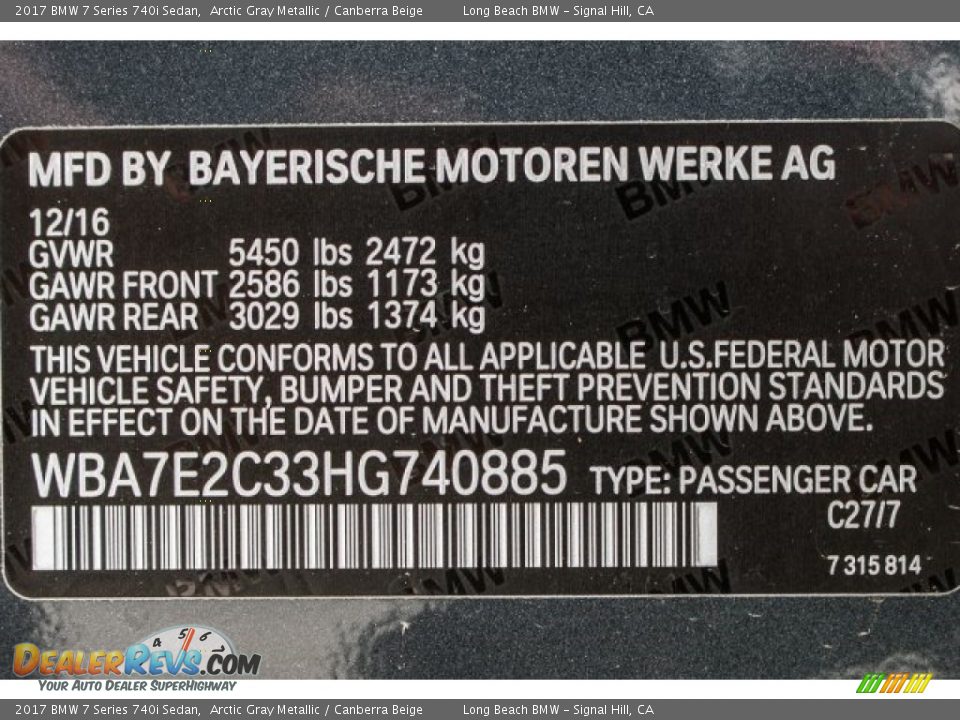 2017 BMW 7 Series 740i Sedan,  Arctic Gray Metallic / Canberra Beige  Long Beach BMW – Signal Hill, CA
MFD BY BAYERISCHE MOTOREN WERKE AG
12/16
GVWR 5450 lbs 2472 kg
GAWR FRONT 2586 lbs 1173 kg
GAWR REAR 3029 lbs 1374 kg
THIS VEHICLE CONFORMS TO ALL APPLICABLE U.S.FEDERAL MOTOR
VEHICLE SAFETY, BUMPER AND THEFT PREVENTION STANDARDS
IN EFFECT ON THE DATE OF MANUFACTURE SHOWN ABOVE.
WBA7E2C33HG740885 TYPE: PASSENGER CAR
C27/7
7 315 814
4 5 6
DEALERREVS.COM
YOUR AUTO DEALER SUPERHIGHWAY
2017 BMW 7 Series 740i Sedan,  Arctic Gray Metallic / Canberra Beige  Long Beach BMW – Signal Hill, CA